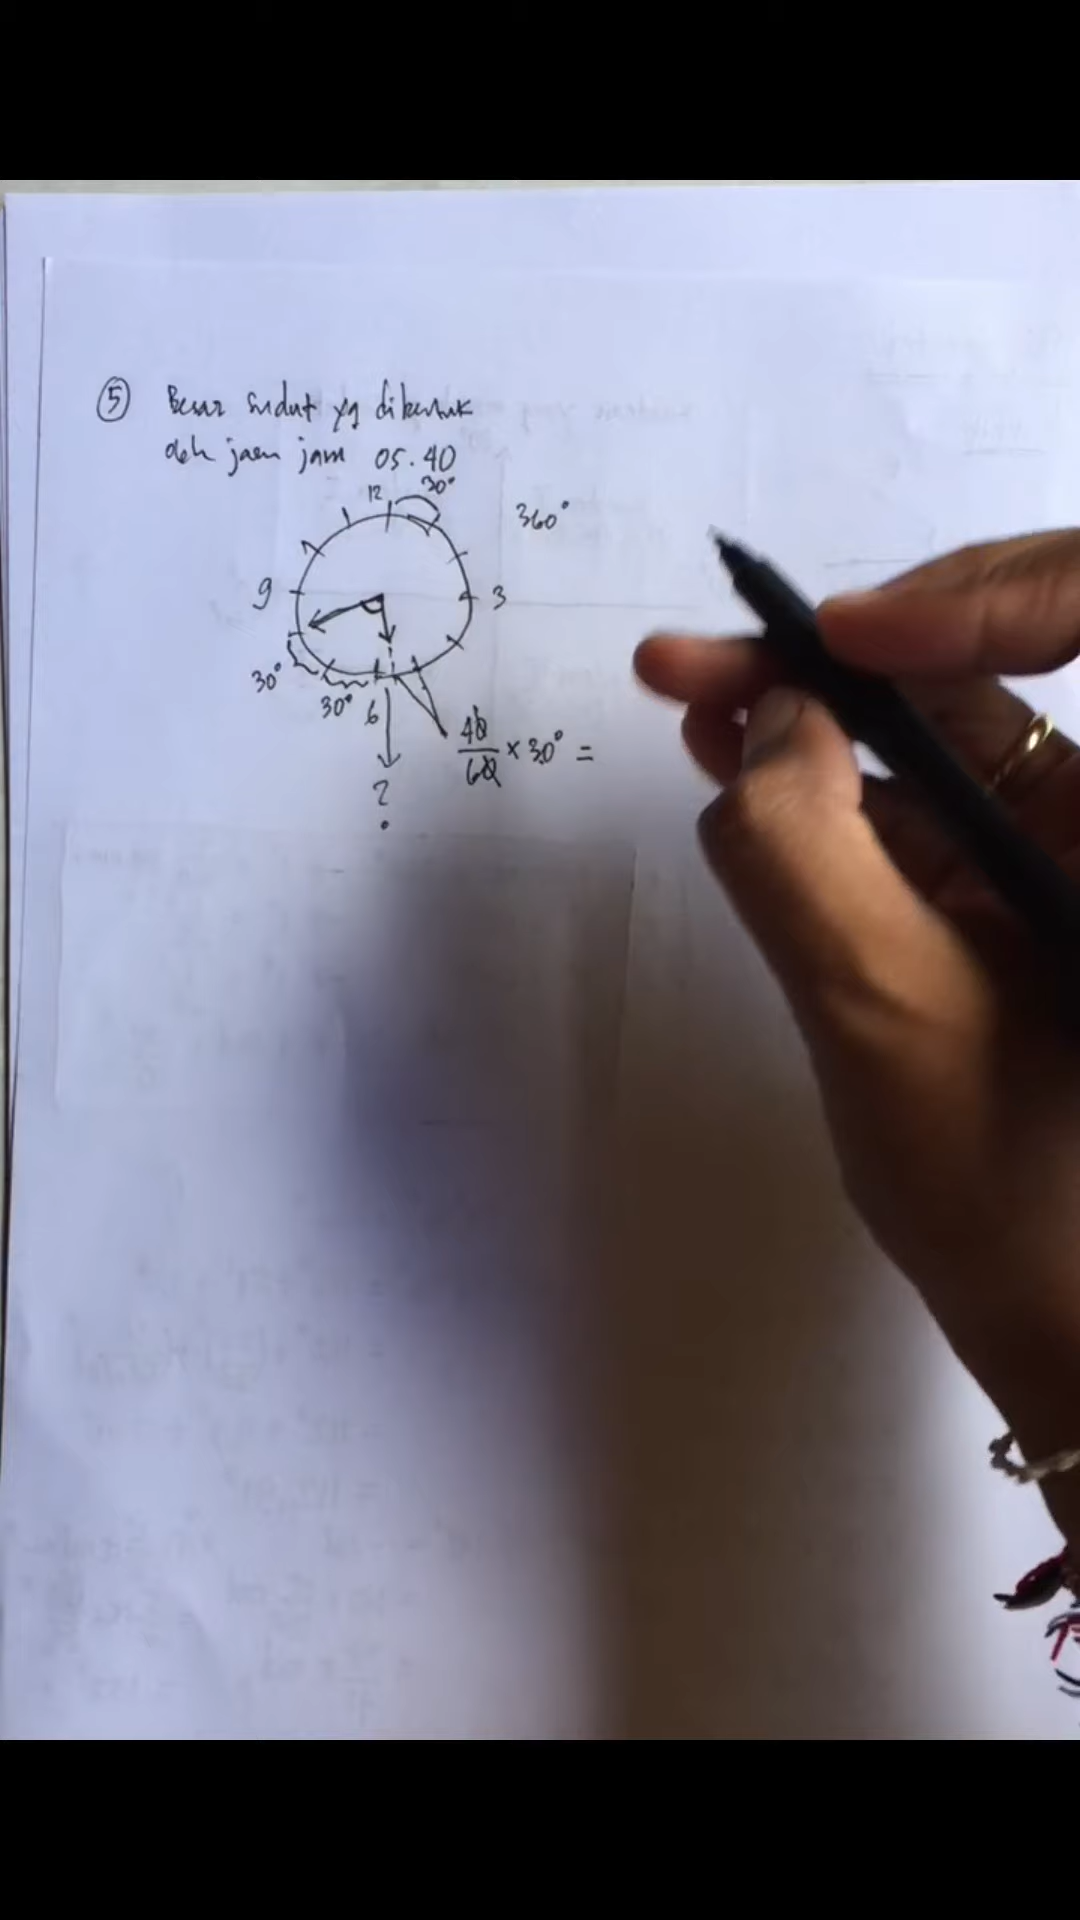 5 Besar sudut yg dibentuk
oleh jarum jam 05.40
12 30°
360°
9 3
30°
30° 6
40/60 × 30° =
?